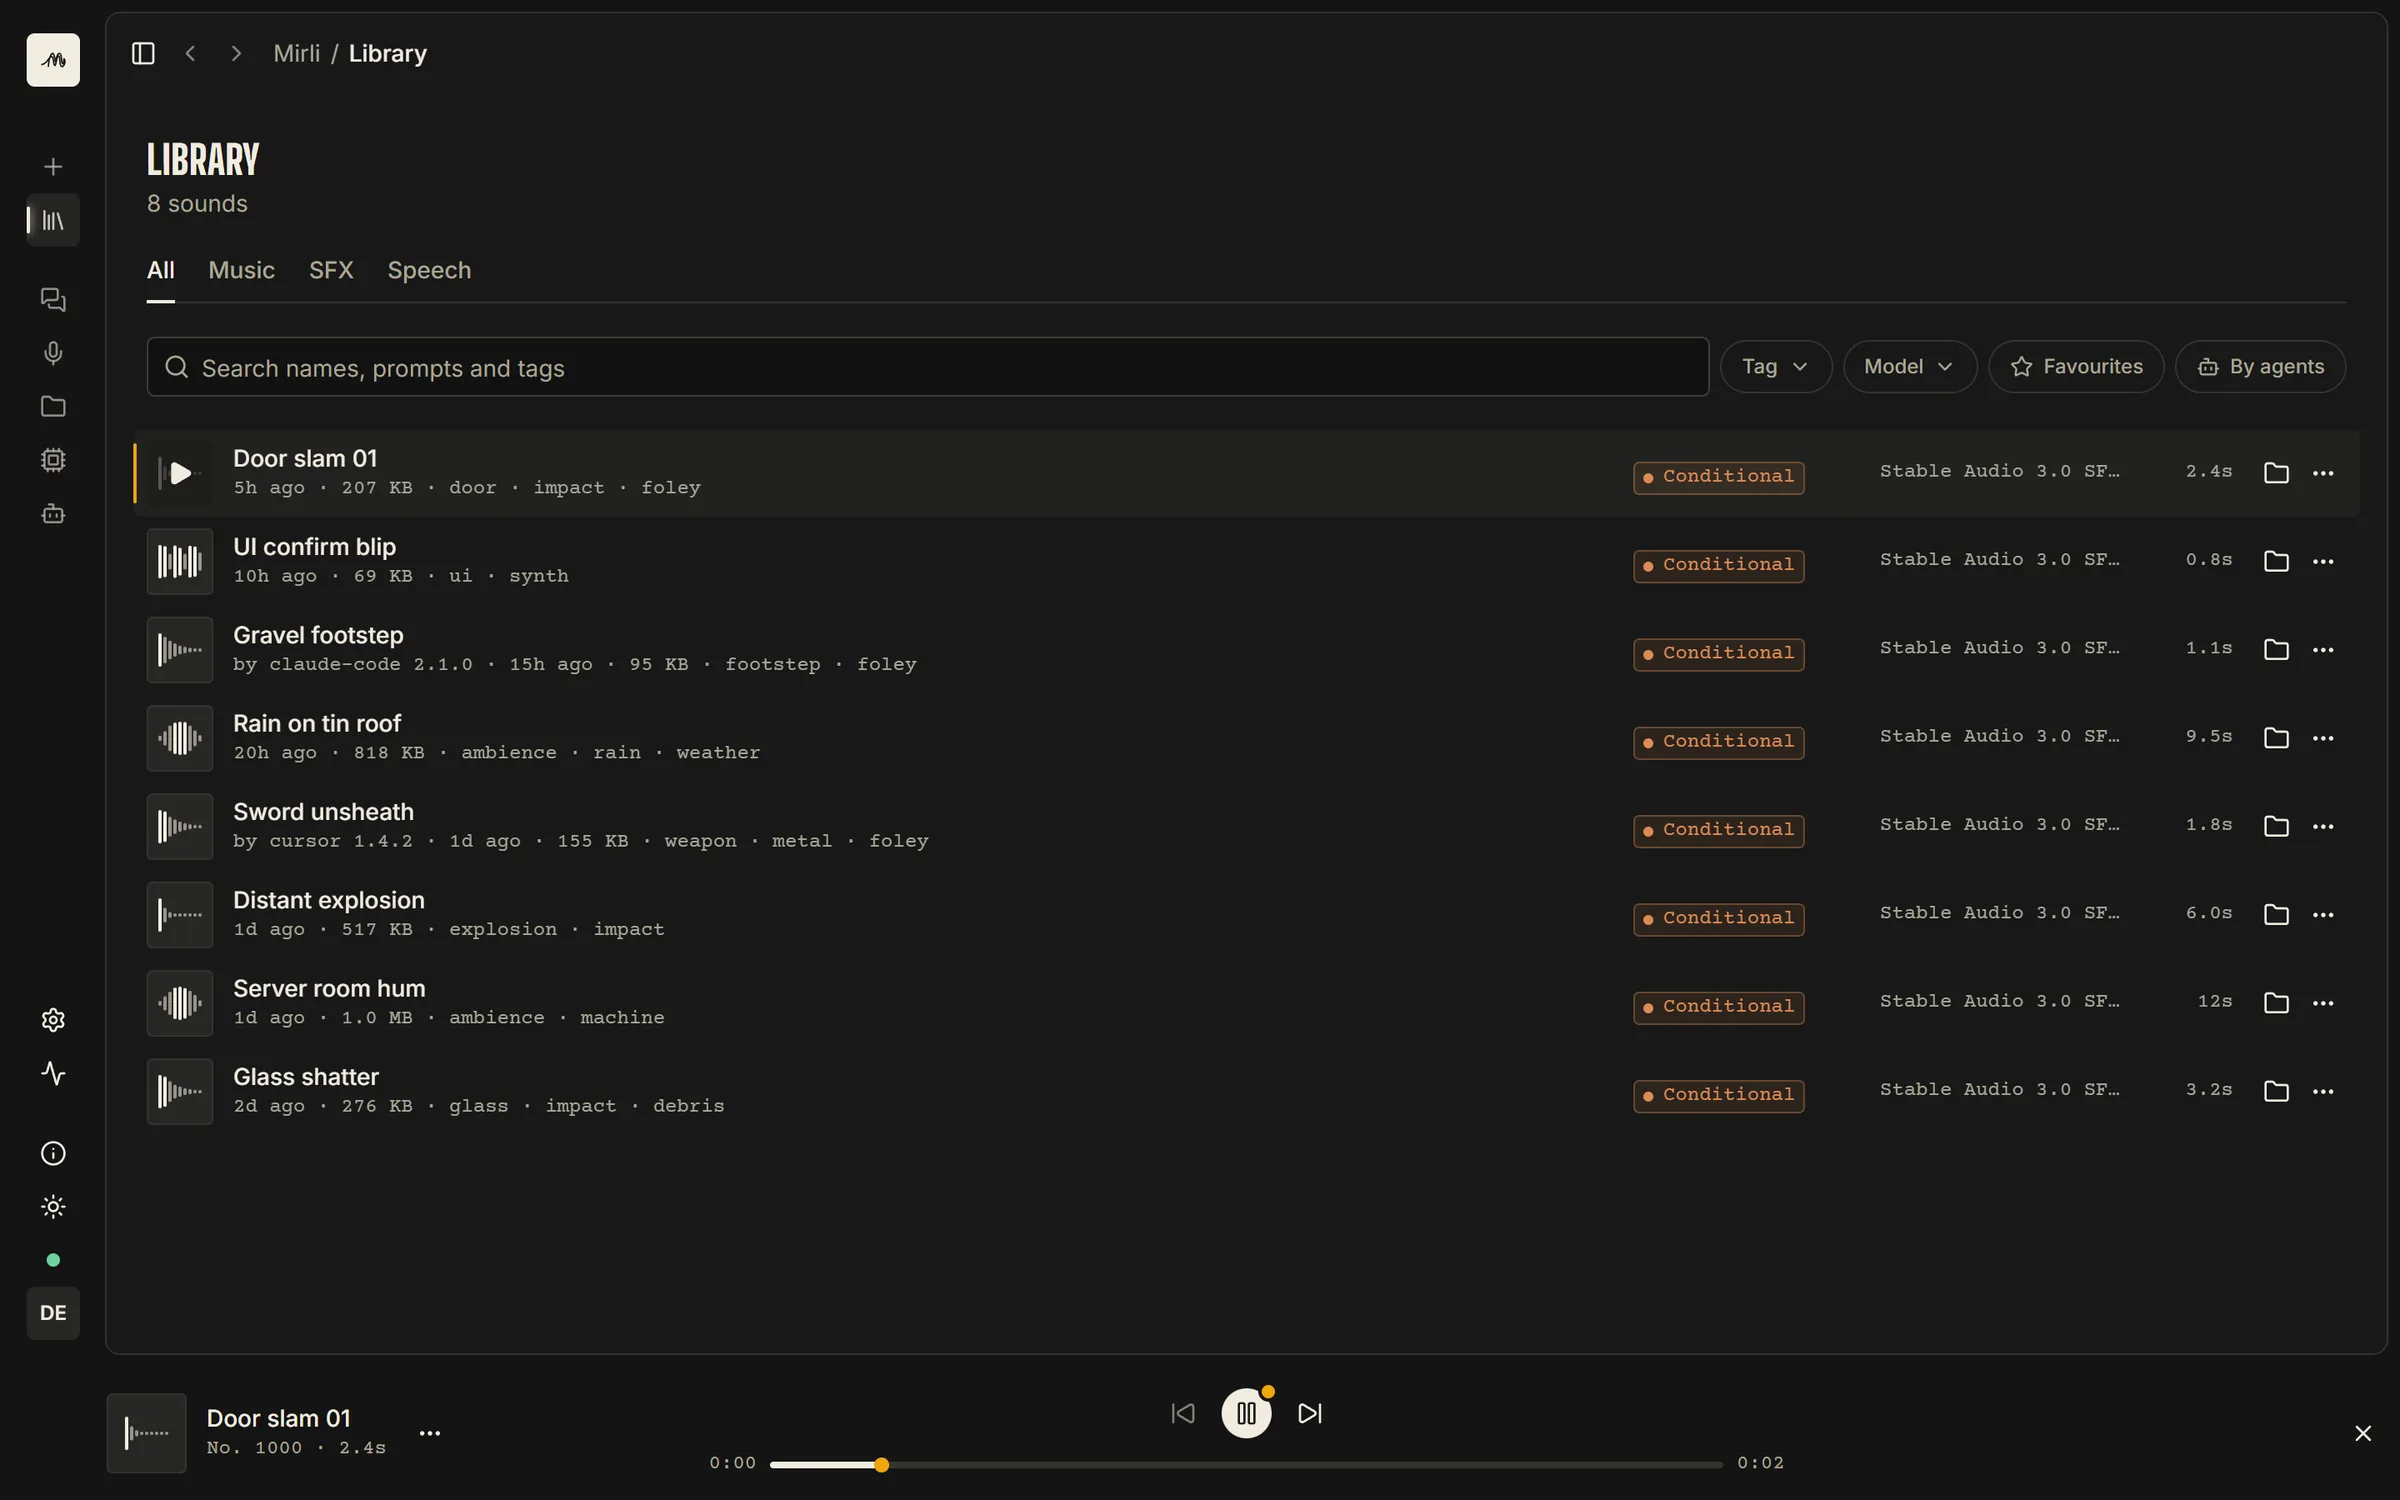 Mirli / Library
LIBRARY
8 sounds
All Music SFX Speech
Search names, prompts and tags
Tag
Model
Favourites
By agents
Door slam 01
5h ago · 207 KB · door · impact · foley
Conditional
Stable Audio 3.0 SF…
2.4s
UI confirm blip
10h ago · 69 KB · ui · synth
Conditional
Stable Audio 3.0 SF…
0.8s
Gravel footstep
by claude-code 2.1.0 · 15h ago · 95 KB · footstep · foley
Conditional
Stable Audio 3.0 SF…
1.1s
Rain on tin roof
20h ago · 818 KB · ambience · rain · weather
Conditional
Stable Audio 3.0 SF…
9.5s
Sword unsheath
by cursor 1.4.2 · 1d ago · 155 KB · weapon · metal · foley
Conditional
Stable Audio 3.0 SF…
1.8s
Distant explosion
1d ago · 517 KB · explosion · impact
Conditional
Stable Audio 3.0 SF…
6.0s
Server room hum
1d ago · 1.0 MB · ambience · machine
Conditional
Stable Audio 3.0 SF…
12s
Glass shatter
2d ago · 276 KB · glass · impact · debris
Conditional
Stable Audio 3.0 SF…
3.2s
DE
Door slam 01
No. 1000 · 2.4s
0:00
0:02